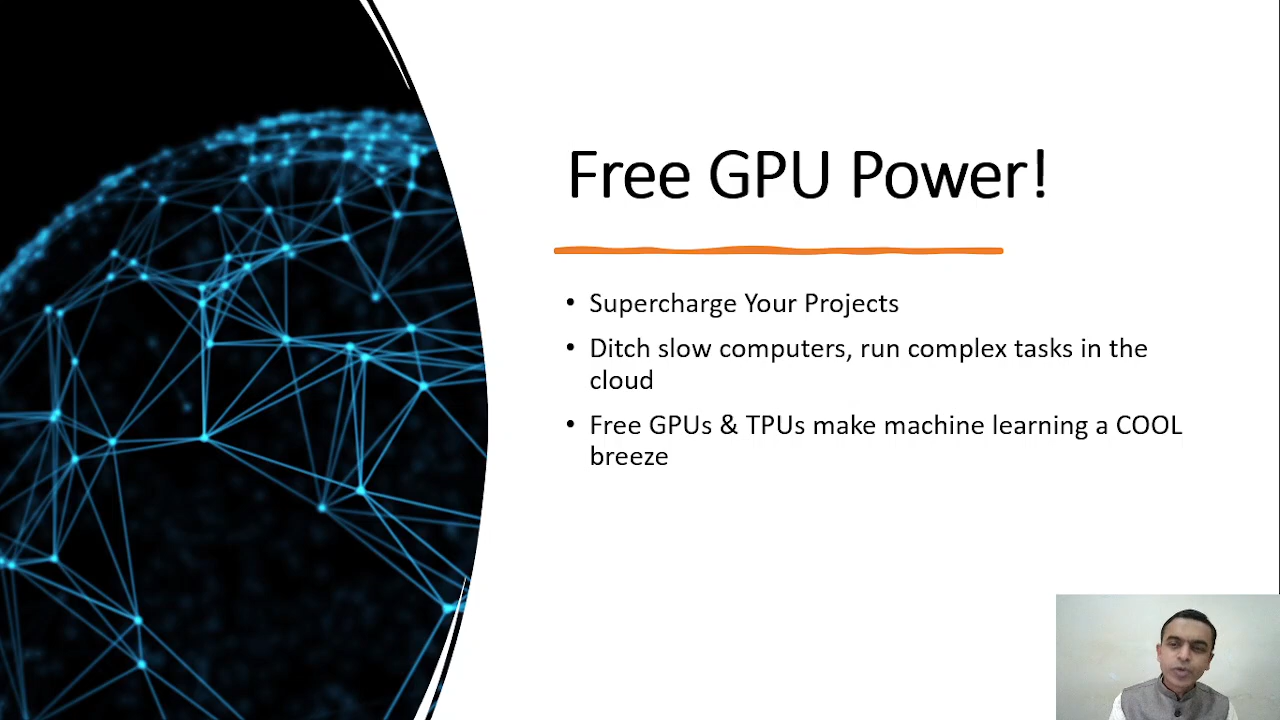 Free GPU Power!
• Supercharge Your Projects
• Ditch slow computers, run complex tasks in the
cloud
• Free GPUs & TPUs make machine learning a COOL
breeze